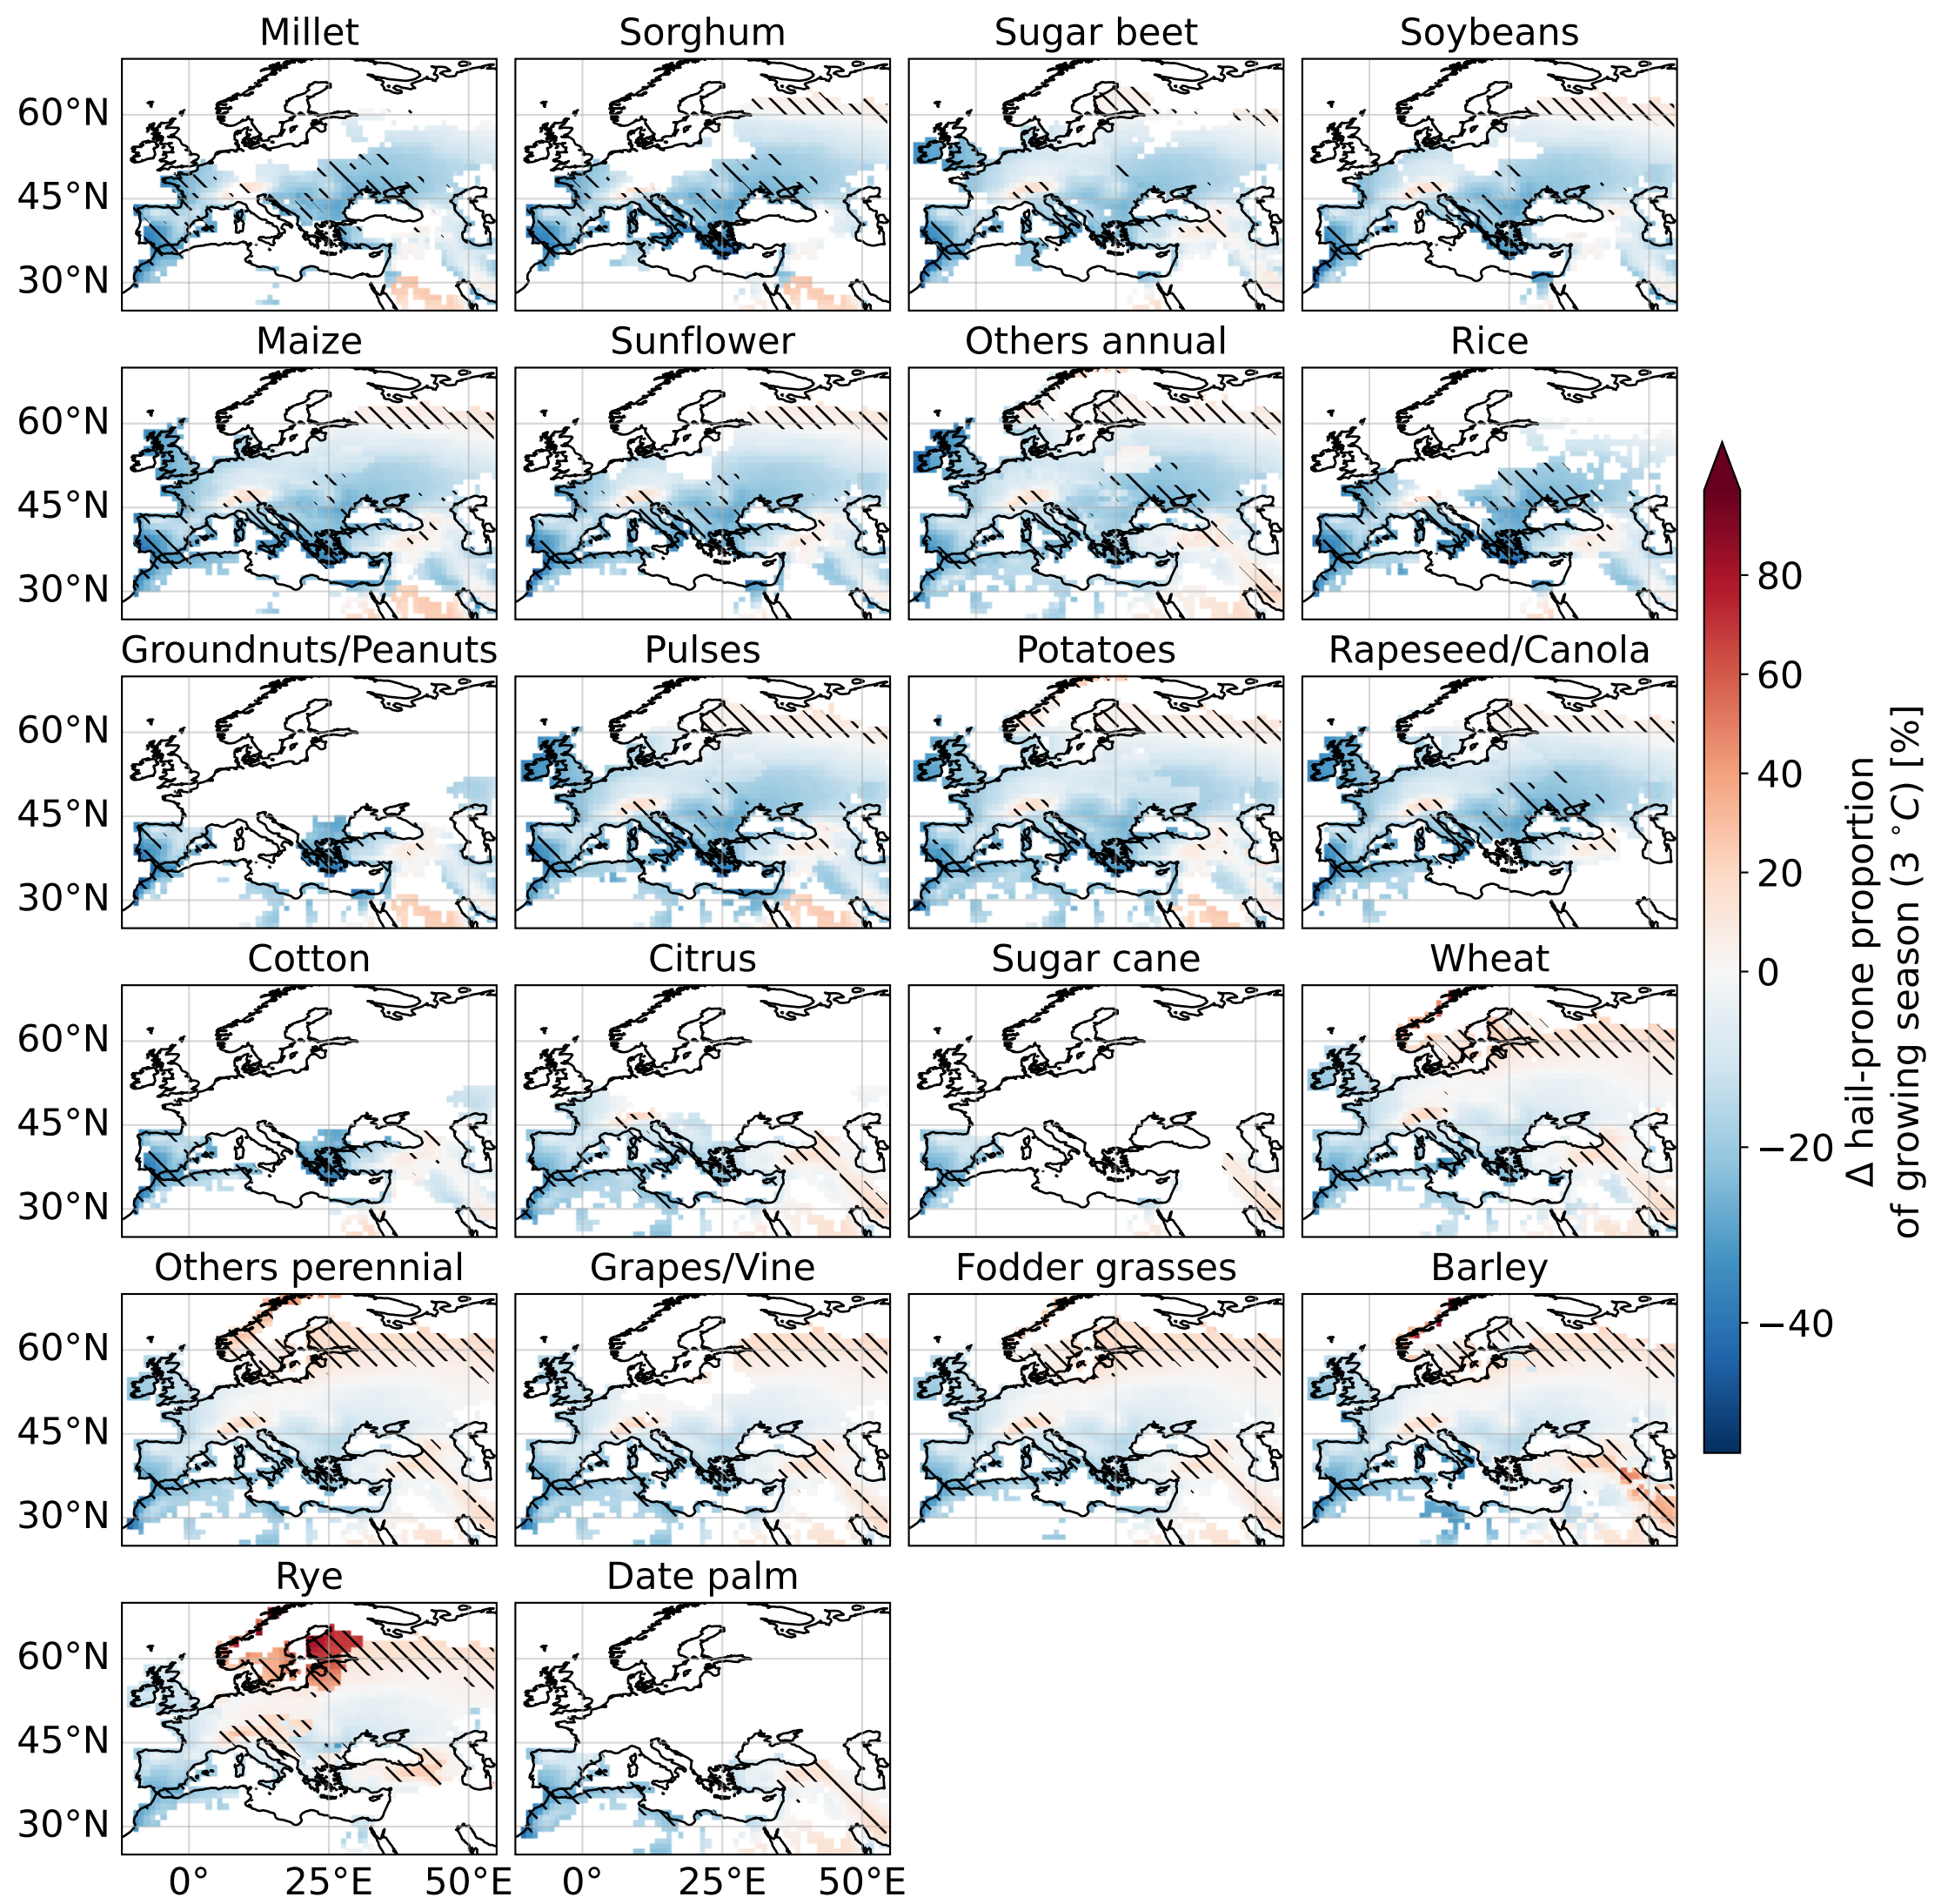 Millet Sorghum Sugar beet Soybeans
60°N
45°N
30°N
Maize Sunflower Others annual Rice
60°N
45°N
30°N
Groundnuts/Peanuts Pulses Potatoes Rapeseed/Canola
60°N
45°N
30°N
Cotton Citrus Sugar cane Wheat
60°N
45°N
30°N
Others perennial Grapes/Vine Fodder grasses Barley
60°N
45°N
30°N
Rye Date palm
60°N
45°N
30°N
0° 25°E 50°E 0° 25°E 50°E
80
60
40
20
0
−20
−40
Δ hail-prone proportion
of growing season (3 °C) [%]